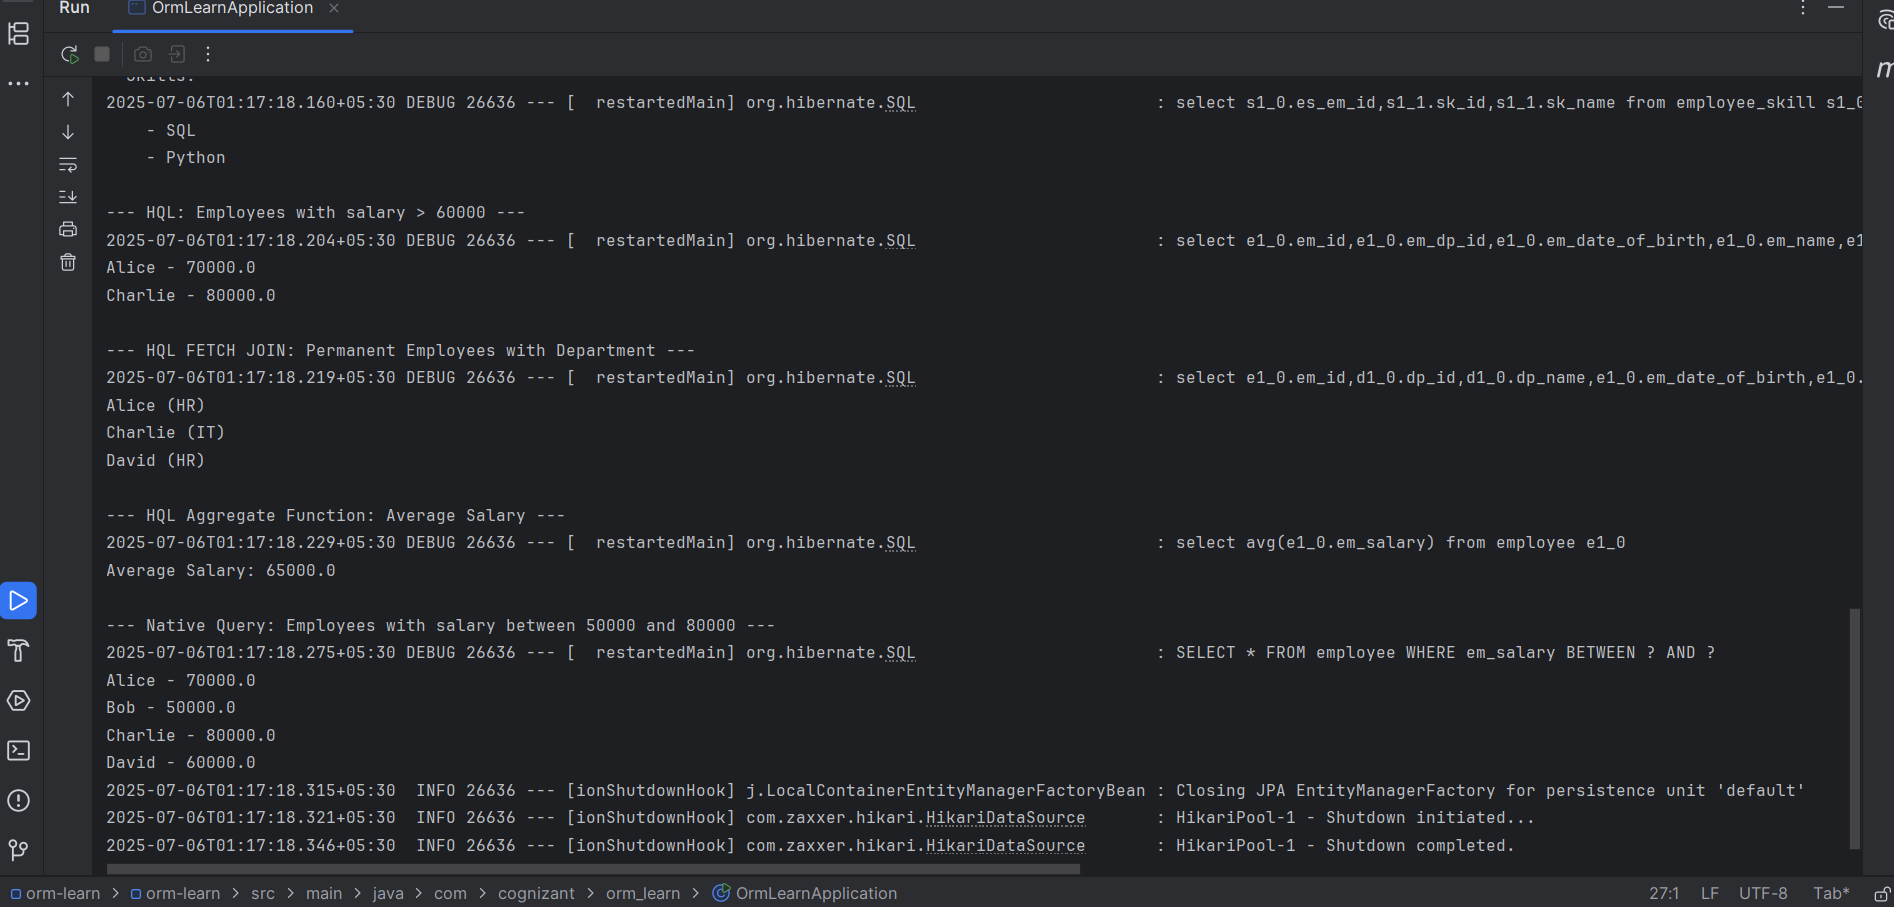 Run OrmLearnApplication
Skills:
2025-07-06T01:17:18.160+05:30 DEBUG 26636 --- [  restartedMain] org.hibernate.SQL                        : select s1_0.es_em_id,s1_1.sk_id,s1_1.sk_name from employee_skill s1_0
    - SQL
    - Python
--- HQL: Employees with salary > 60000 ---
2025-07-06T01:17:18.204+05:30 DEBUG 26636 --- [  restartedMain] org.hibernate.SQL                        : select e1_0.em_id,e1_0.em_dp_id,e1_0.em_date_of_birth,e1_0.em_name,e1
Alice - 70000.0
Charlie - 80000.0
--- HQL FETCH JOIN: Permanent Employees with Department ---
2025-07-06T01:17:18.219+05:30 DEBUG 26636 --- [  restartedMain] org.hibernate.SQL                        : select e1_0.em_id,d1_0.dp_id,d1_0.dp_name,e1_0.em_date_of_birth,e1_0.
Alice (HR)
Charlie (IT)
David (HR)
--- HQL Aggregate Function: Average Salary ---
2025-07-06T01:17:18.229+05:30 DEBUG 26636 --- [  restartedMain] org.hibernate.SQL                        : select avg(e1_0.em_salary) from employee e1_0
Average Salary: 65000.0
--- Native Query: Employees with salary between 50000 and 80000 ---
2025-07-06T01:17:18.275+05:30 DEBUG 26636 --- [  restartedMain] org.hibernate.SQL                        : SELECT * FROM employee WHERE em_salary BETWEEN ? AND ?
Alice - 70000.0
Bob - 50000.0
Charlie - 80000.0
David - 60000.0
2025-07-06T01:17:18.315+05:30  INFO 26636 --- [ionShutdownHook] j.LocalContainerEntityManagerFactoryBean : Closing JPA EntityManagerFactory for persistence unit 'default'
2025-07-06T01:17:18.321+05:30  INFO 26636 --- [ionShutdownHook] com.zaxxer.hikari.HikariDataSource       : HikariPool-1 - Shutdown initiated...
2025-07-06T01:17:18.346+05:30  INFO 26636 --- [ionShutdownHook] com.zaxxer.hikari.HikariDataSource       : HikariPool-1 - Shutdown completed.
orm-learn > orm-learn > src > main > java > com > cognizant > orm_learn > OrmLearnApplication 27:1 LF UTF-8 Tab*